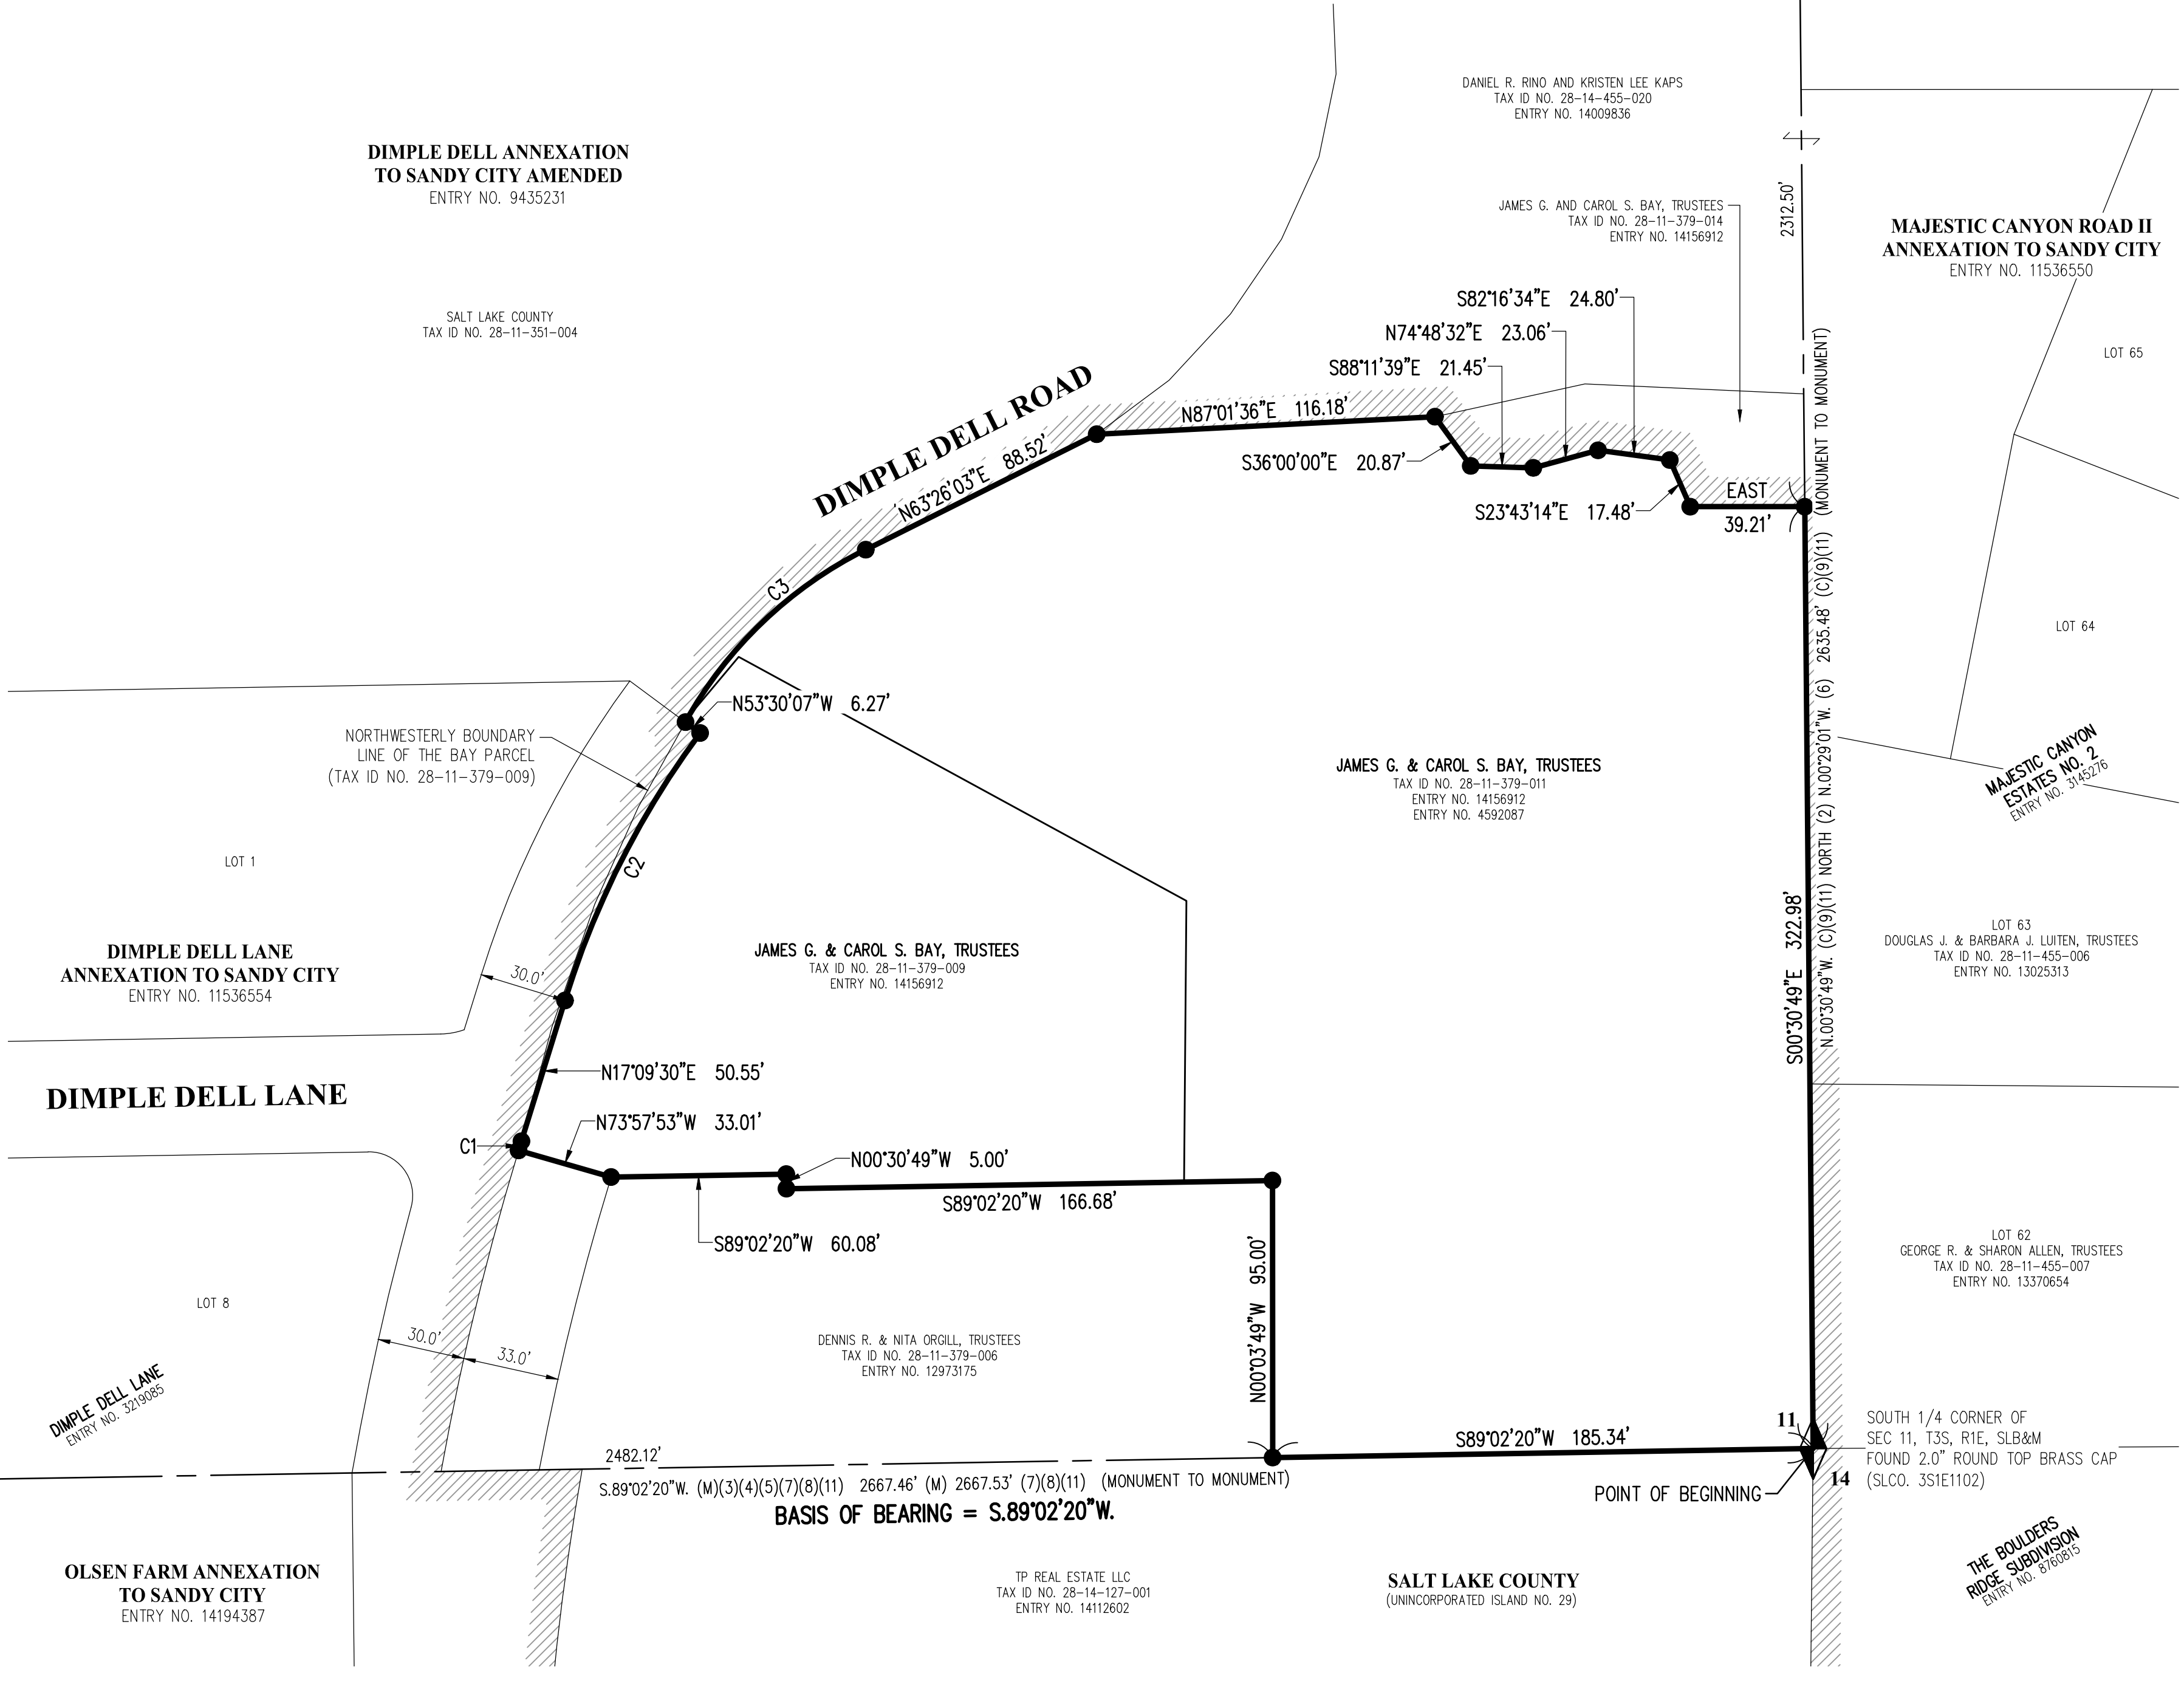 DANIEL R. RINO AND KRISTEN LEE KAPS
TAX ID NO. 28-14-455-020
ENTRY NO. 14009836
DIMPLE DELL ANNEXATION
TO SANDY CITY AMENDED
ENTRY NO. 9435231
JAMES G. AND CAROL S. BAY, TRUSTEES
TAX ID NO. 28-11-379-014
ENTRY NO. 14156912
2312.50'
MAJESTIC CANYON ROAD II
ANNEXATION TO SANDY CITY
ENTRY NO. 11536550
SALT LAKE COUNTY
TAX ID NO. 28-11-351-004
S82°16'34"E 24.80'
N74°48'32"E 23.06'
S88°11'39"E 21.45'
LOT 65
DIMPLE DELL ROAD
N87°01'36"E 116.18'
N63°26'03"E 88.52'
S36°00'00"E 20.87'
S23°43'14"E 17.48'
EAST
39.21'
C3
LOT 64
N53°30'07"W 6.27'
NORTHWESTERLY BOUNDARY
LINE OF THE BAY PARCEL
(TAX ID NO. 28-11-379-009)
JAMES G. & CAROL S. BAY, TRUSTEES
TAX ID NO. 28-11-379-011
ENTRY NO. 14156912
ENTRY NO. 4592087
MAJESTIC CANYON
ESTATES NO. 2
ENTRY NO. 3145276
LOT 1
C2
DIMPLE DELL LANE
ANNEXATION TO SANDY CITY
ENTRY NO. 11536554
30.0'
JAMES G. & CAROL S. BAY, TRUSTEES
TAX ID NO. 28-11-379-009
ENTRY NO. 14156912
S00°30'49"E 322.98'
N.00°30'49"W. (C)(9)(11) NORTH (2) N.00°29'01"W. (6) 2635.48' (C)(9)(11) (MONUMENT TO MONUMENT)
LOT 63
DOUGLAS J. & BARBARA J. LUITEN, TRUSTEES
TAX ID NO. 28-11-455-006
ENTRY NO. 13025313
DIMPLE DELL LANE
N17°09'30"E 50.55'
N73°57'53"W 33.01'
C1
N00°30'49"W 5.00'
S89°02'20"W 166.68'
S89°02'20"W 60.08'
N00°03'49"W 95.00'
LOT 62
GEORGE R. & SHARON ALLEN, TRUSTEES
TAX ID NO. 28-11-455-007
ENTRY NO. 13370654
LOT 8
30.0'
33.0'
DENNIS R. & NITA ORGILL, TRUSTEES
TAX ID NO. 28-11-379-006
ENTRY NO. 12973175
DIMPLE DELL LANE
ENTRY NO. 3219085
S89°02'20"W 185.34'
11
14
SOUTH 1/4 CORNER OF
SEC 11, T3S, R1E, SLB&M
FOUND 2.0" ROUND TOP BRASS CAP
(SLCO. 3S1E1102)
POINT OF BEGINNING
2482.12'
S.89°02'20"W. (M)(3)(4)(5)(7)(8)(11) 2667.46' (M) 2667.53' (7)(8)(11) (MONUMENT TO MONUMENT)
BASIS OF BEARING = S.89°02'20"W.
OLSEN FARM ANNEXATION
TO SANDY CITY
ENTRY NO. 14194387
TP REAL ESTATE LLC
TAX ID NO. 28-14-127-001
ENTRY NO. 14112602
SALT LAKE COUNTY
(UNINCORPORATED ISLAND NO. 29)
THE BOULDERS
RIDGE SUBDIVISION
ENTRY NO. 8760815